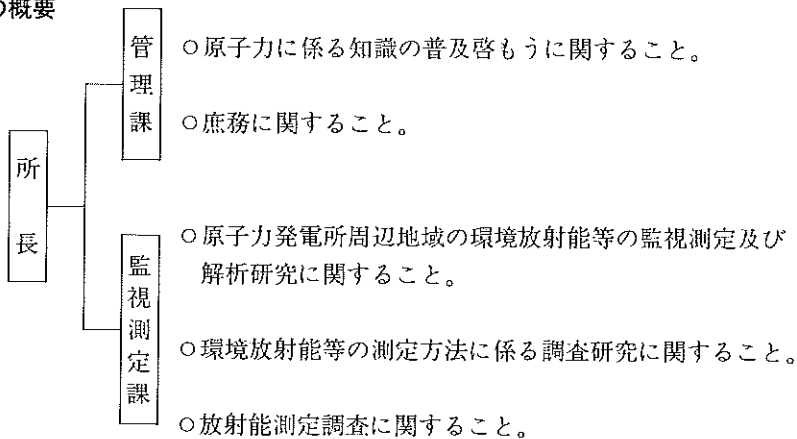 の概要
管理課
○原子力に係る知識の普及啓もうに関すること。
○庶務に関すること。
所長
監視測定課
○原子力発電所周辺地域の環境放射能等の監視測定及び
解析研究に関すること。
○環境放射能等の測定方法に係る調査研究に関すること。
○放射能測定調査に関すること。